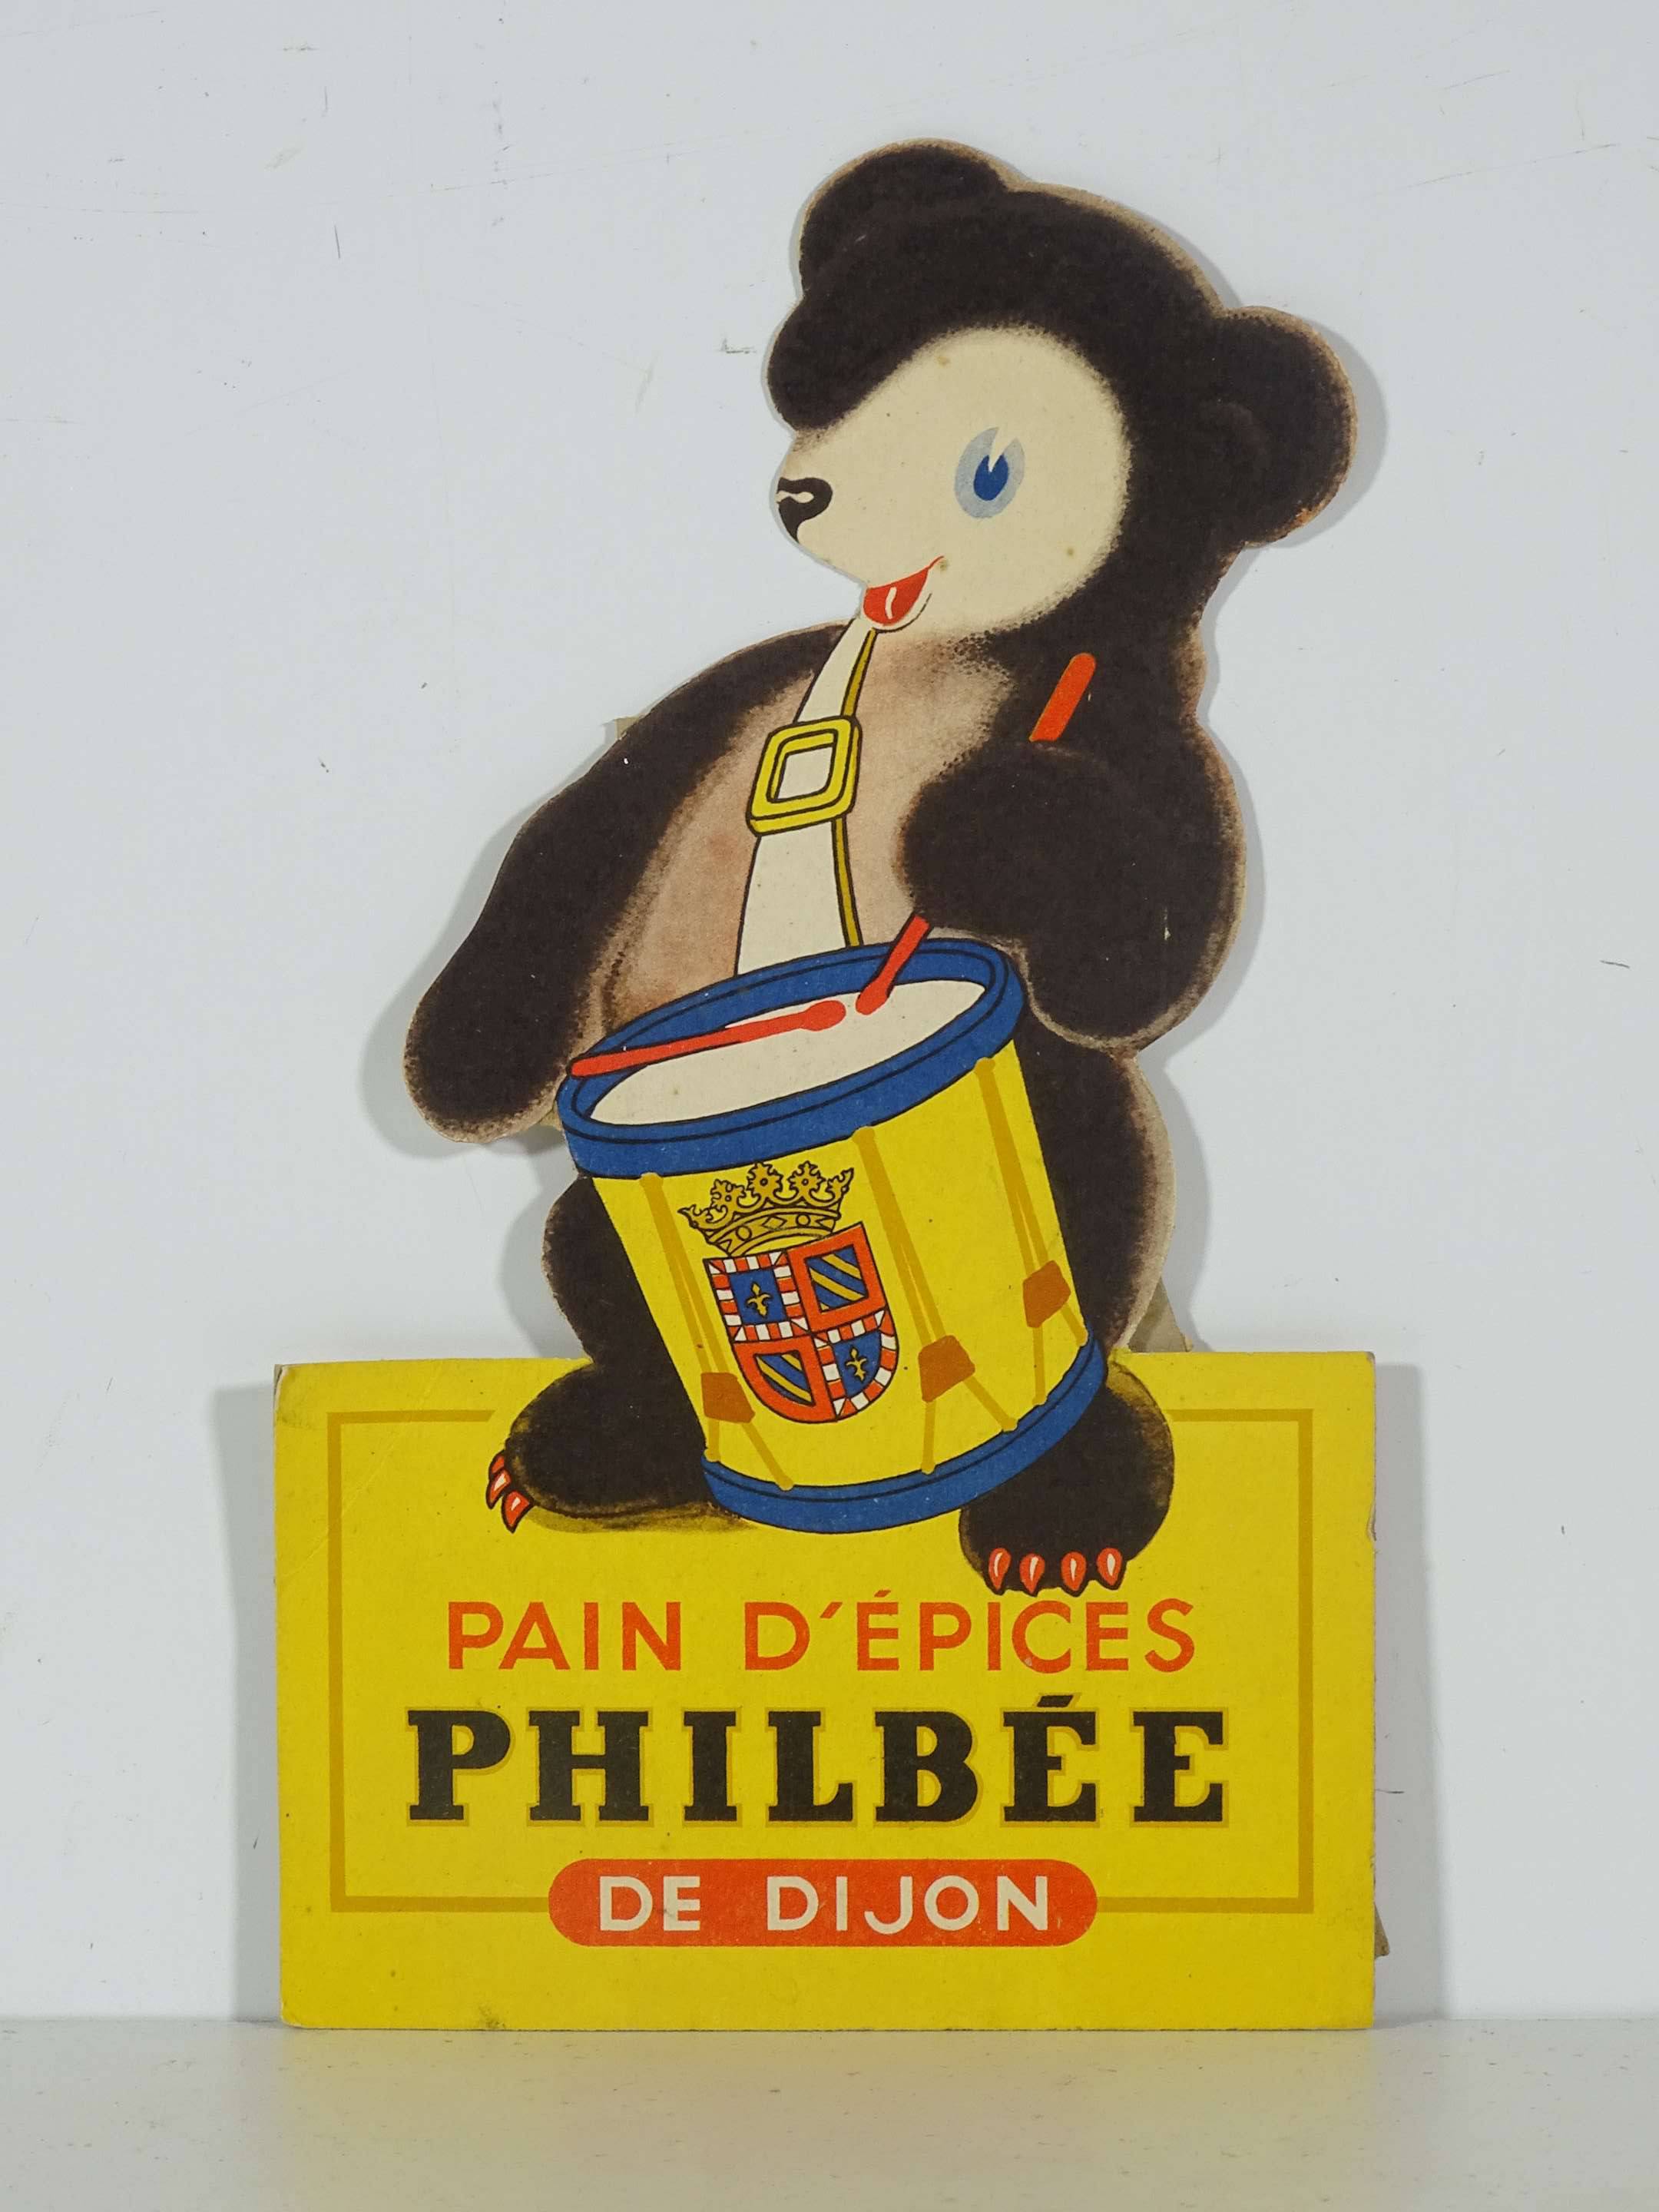 PAIN D'ÉPICES
PHILBÉE
DE DIJON